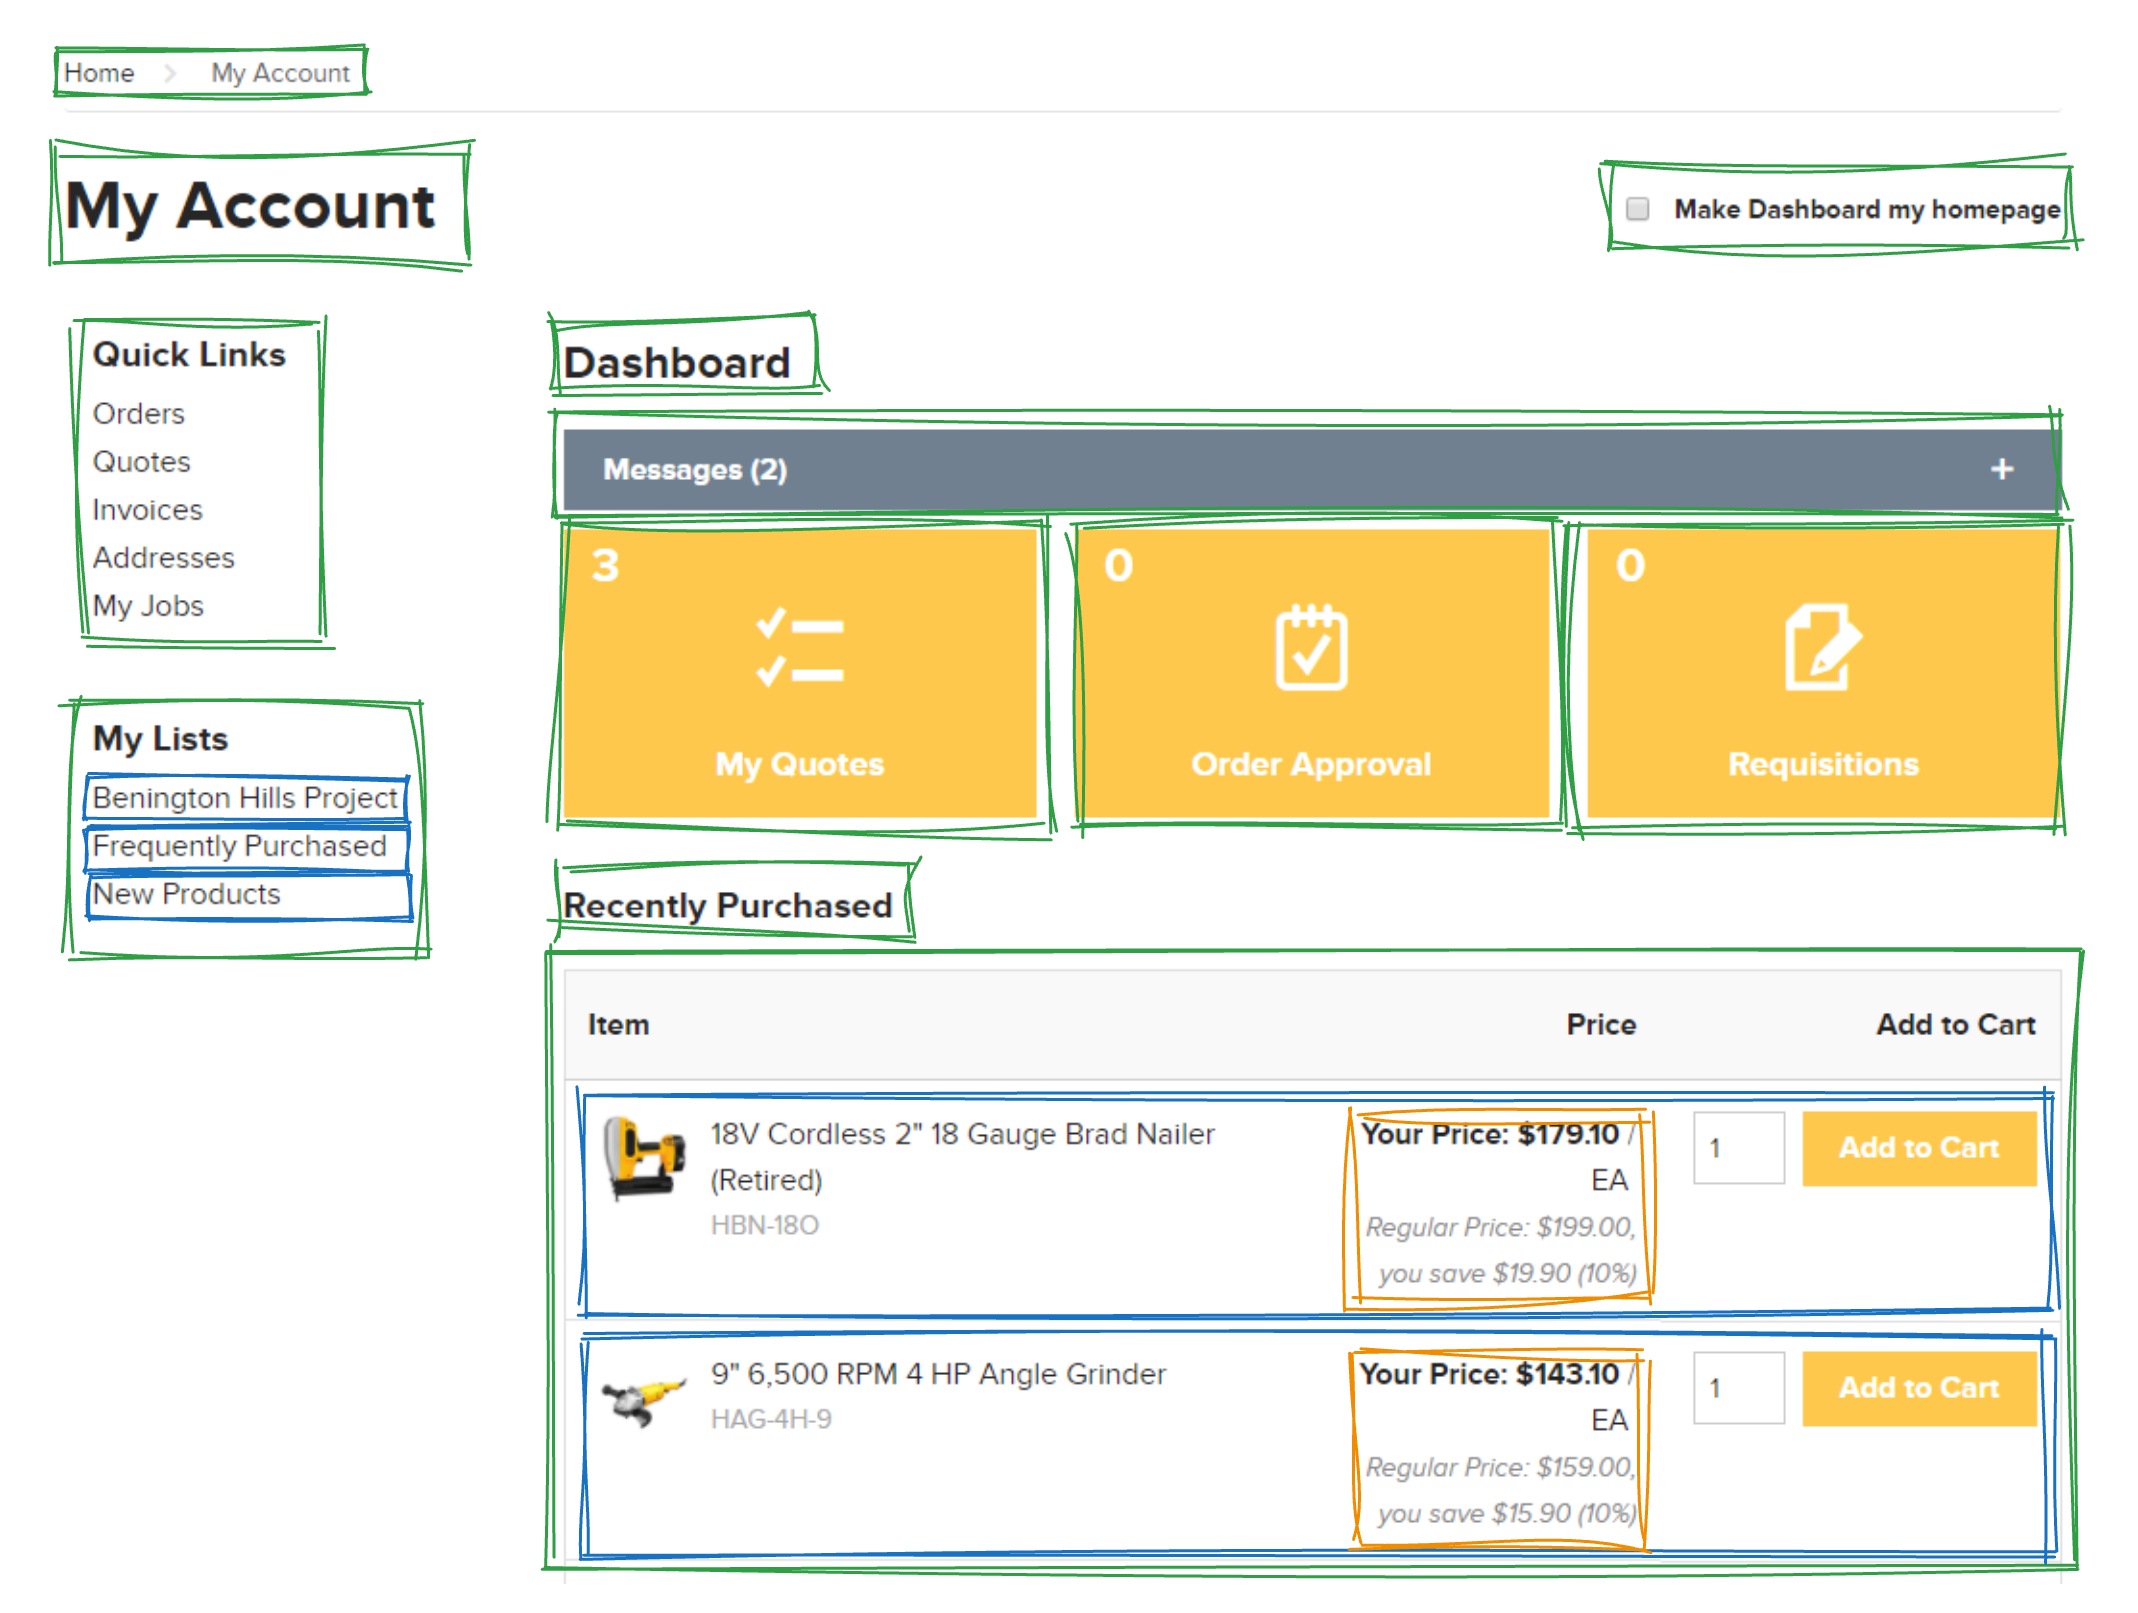 Home
My Account
My Account
Make Dashboard my homepage
Quick Links
Orders
Quotes
Invoices
Addresses
My Jobs
My Lists
Benington Hills Project
Frequently Purchased
New Products
Dashboard
Messages (2) +
3
My Quotes
0
Order Approval
0
Requisitions
Recently Purchased
Item Price Add to Cart
18V Cordless 2" 18 Gauge Brad Nailer
(Retired)
HBN-18O
Your Price: $179.10 /
EA
Regular Price: $199.00,
you save $19.90 (10%)
1
Add to Cart
9" 6,500 RPM 4 HP Angle Grinder
HAG-4H-9
Your Price: $143.10 /
EA
Regular Price: $159.00,
you save $15.90 (10%)
1
Add to Cart